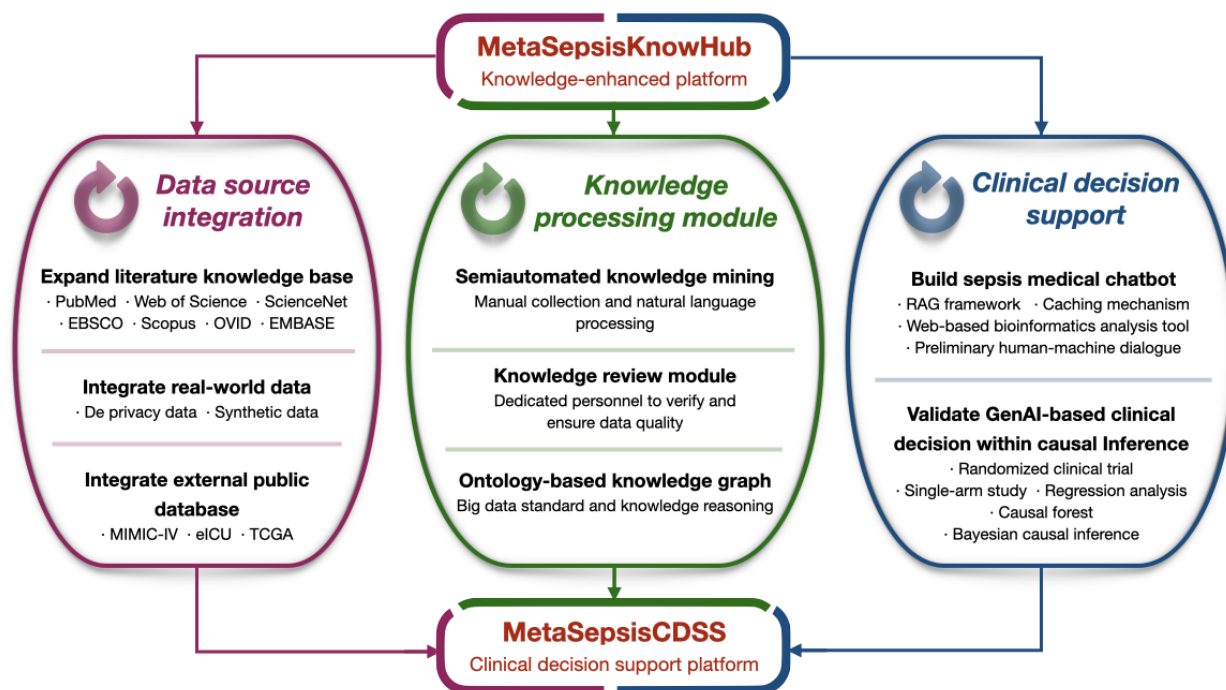 MetaSepsisKnowHub
Knowledge-enhanced platform
Data source
integration
Expand literature knowledge base
· PubMed · Web of Science · ScienceNet
· EBSCO · Scopus · OVID · EMBASE
Integrate real-world data
· De privacy data · Synthetic data
Integrate external public
database
· MIMIC-IV · eICU · TCGA
Knowledge
processing module
Semiautomated knowledge mining
Manual collection and natural language
processing
Knowledge review module
Dedicated personnel to verify and
ensure data quality
Ontology-based knowledge graph
Big data standard and knowledge reasoning
Clinical decision
support
Build sepsis medical chatbot
· RAG framework · Caching mechanism
· Web-based bioinformatics analysis tool
· Preliminary human-machine dialogue
Validate GenAI-based clinical
decision within causal Inference
· Randomized clinical trial
· Single-arm study · Regression analysis
· Causal forest
· Bayesian causal inference
MetaSepsisCDSS
Clinical decision support platform